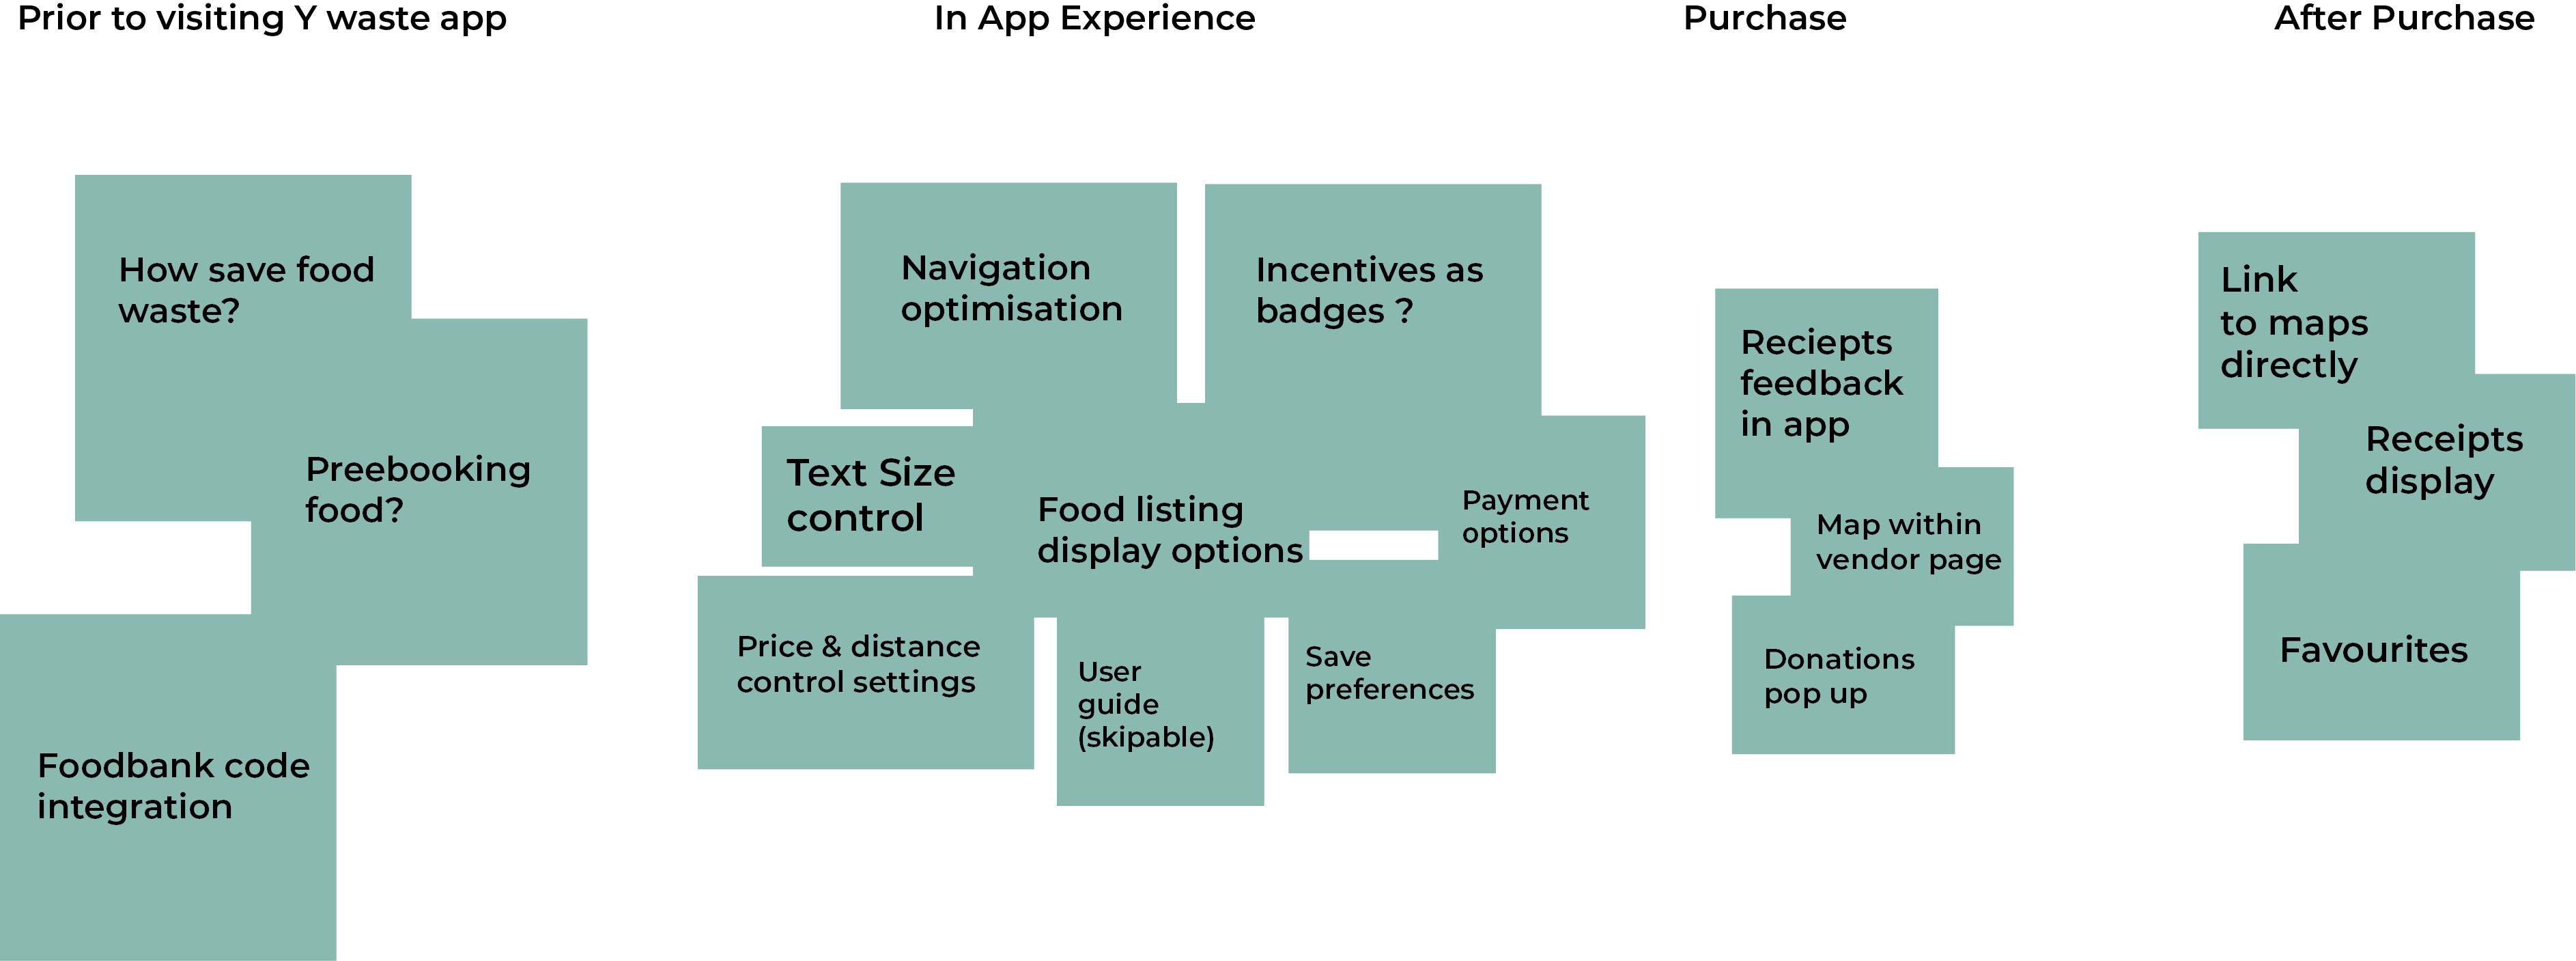 Prior to visiting Y waste app
In App Experience
Purchase
After Purchase
How save food
waste?
Preebooking
food?
Foodbank code
integration
Navigation
optimisation
Incentives as
badges ?
Text Size
control
Food listing
display options
Payment
options
Price & distance
control settings
User
guide
(skipable)
Save
preferences
Reciepts
feedback
in app
Map within
vendor page
Donations
pop up
Link
to maps
directly
Receipts
display
Favourites